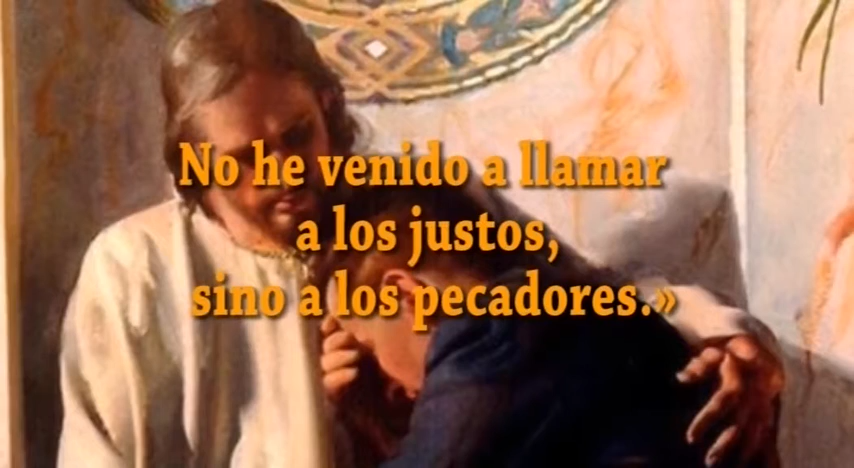 No he venido a llamar
a los justos,
sino a los pecadores.»